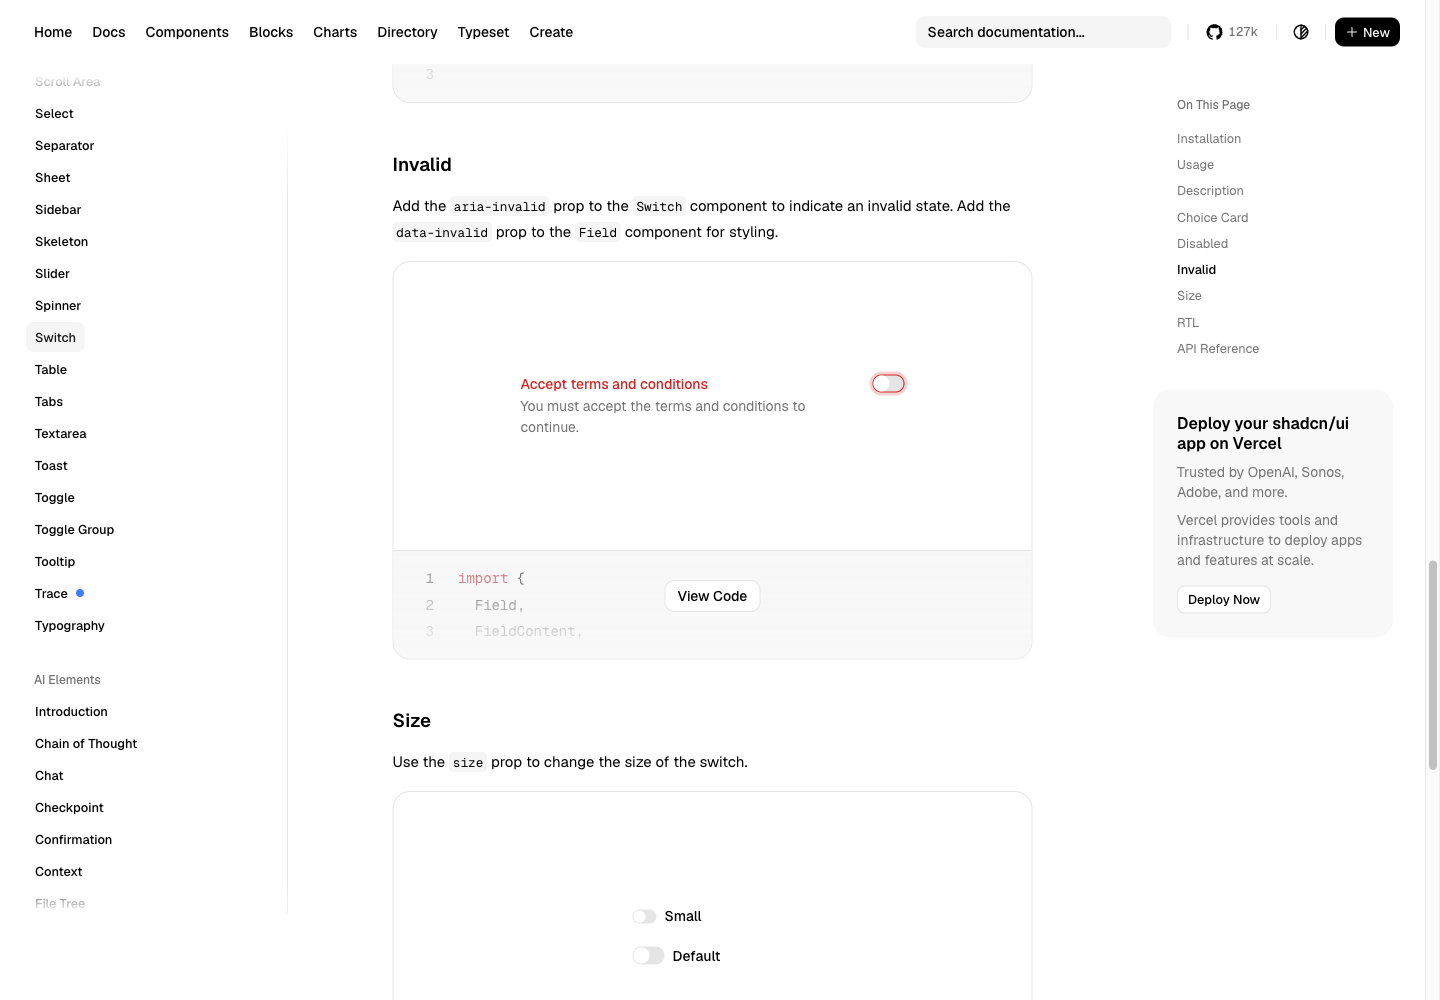 Home
Docs
Components
Blocks
Charts
Directory
Typeset
Create
Search documentation...
127k
New
Scroll Area
Select
Separator
Sheet
Sidebar
Skeleton
Slider
Spinner
Switch
Table
Tabs
Textarea
Toast
Toggle
Toggle Group
Tooltip
Trace
Typography
AI Elements
Introduction
Chain of Thought
Chat
Checkpoint
Confirmation
Context
File Tree
3
Invalid
Add the aria-invalid prop to the Switch component to indicate an invalid state. Add the
data-invalid prop to the Field component for styling.
Accept terms and conditions
You must accept the terms and conditions to
continue.
1 import {
2 Field,
3 FieldContent,
View Code
Size
Use the size prop to change the size of the switch.
Small
Default
On This Page
Installation
Usage
Description
Choice Card
Disabled
Invalid
Size
RTL
API Reference
Deploy your shadcn/ui
app on Vercel
Trusted by OpenAI, Sonos,
Adobe, and more.
Vercel provides tools and
infrastructure to deploy apps
and features at scale.
Deploy Now